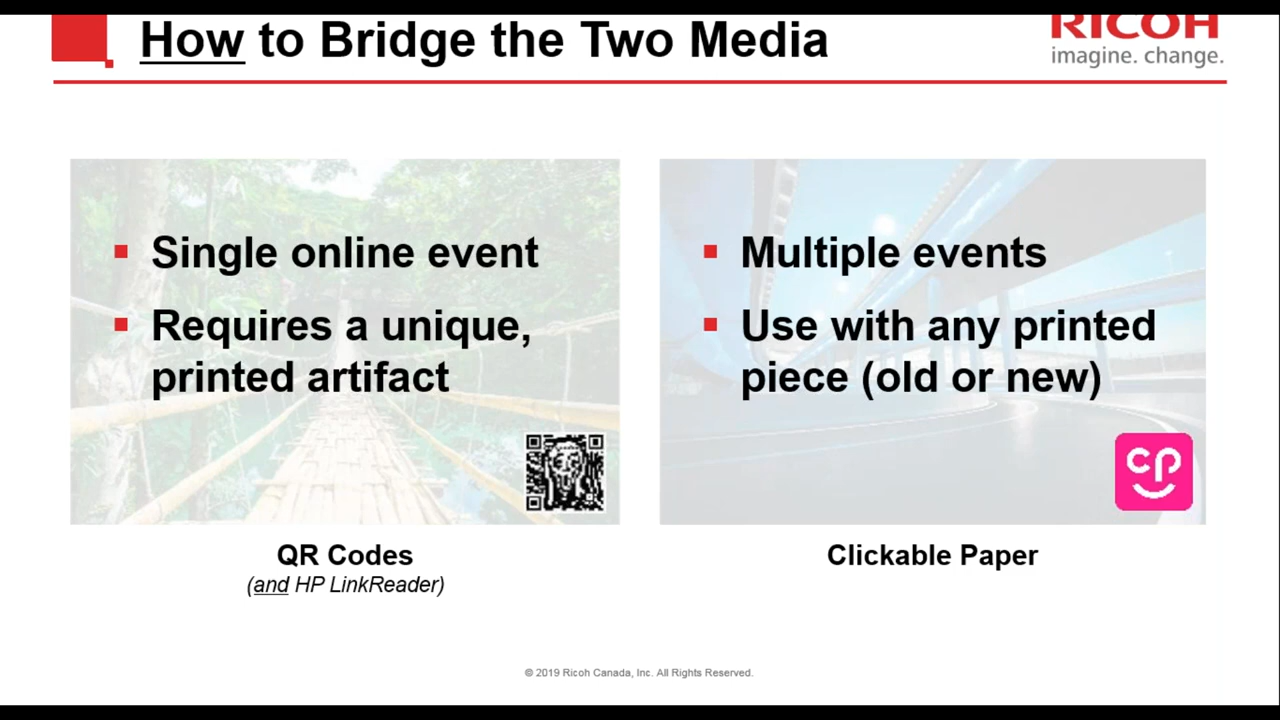 How to Bridge the Two Media
RICOH
imagine. change.
▪ Single online event
▪ Requires a unique,
printed artifact
▪ Multiple events
▪ Use with any printed
piece (old or new)
cp
QR Codes
(and HP LinkReader)
Clickable Paper
© 2019 Ricoh Canada, Inc. All Rights Reserved.